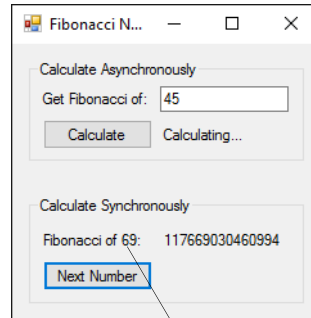 Fibonacci N...
Calculate Asynchronously
Get Fibonacci of: 45
Calculate Calculating...
Calculate Synchronously
Fibonacci of 69: 117669030460994
Next Number